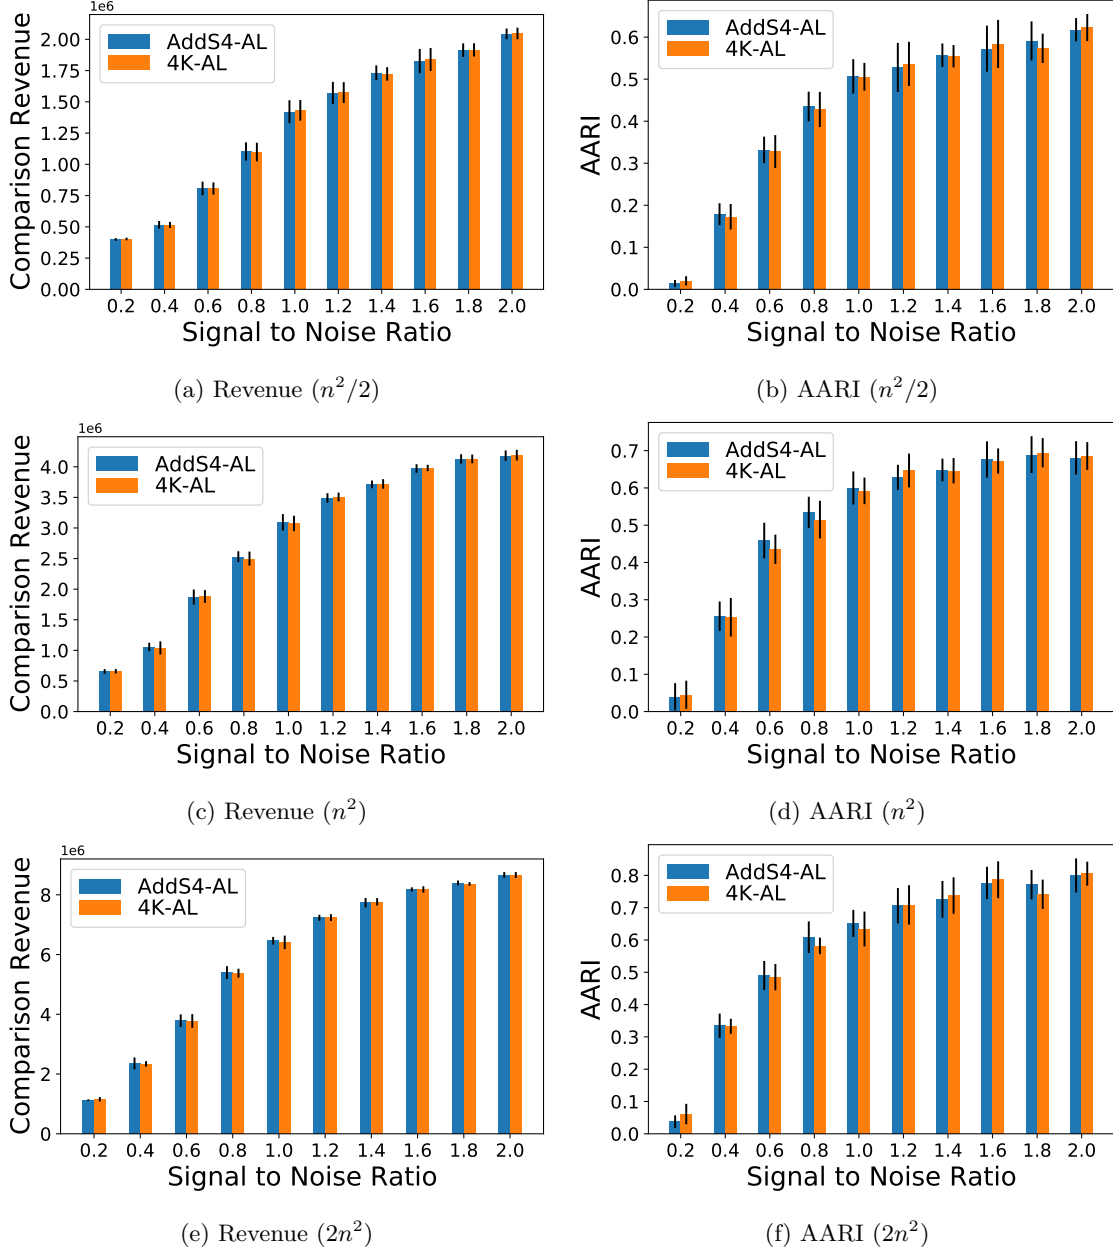 1e6
Comparison Revenue
2.00
1.75
1.50
1.25
1.00
0.75
0.50
0.25
0.00
AddS4-AL
4K-AL
0.2 0.4 0.6 0.8 1.0 1.2 1.4 1.6 1.8 2.0
Signal to Noise Ratio
(a) Revenue (n²/2)
AARI
0.6
0.5
0.4
0.3
0.2
0.1
0.0
AddS4-AL
4K-AL
0.2 0.4 0.6 0.8 1.0 1.2 1.4 1.6 1.8 2.0
Signal to Noise Ratio
(b) AARI (n²/2)
1e6
Comparison Revenue
4.0
3.5
3.0
2.5
2.0
1.5
1.0
0.5
0.0
AddS4-AL
4K-AL
0.2 0.4 0.6 0.8 1.0 1.2 1.4 1.6 1.8 2.0
Signal to Noise Ratio
(c) Revenue (n²)
AARI
0.7
0.6
0.5
0.4
0.3
0.2
0.1
0.0
AddS4-AL
4K-AL
0.2 0.4 0.6 0.8 1.0 1.2 1.4 1.6 1.8 2.0
Signal to Noise Ratio
(d) AARI (n²)
1e6
Comparison Revenue
8
6
4
2
0
AddS4-AL
4K-AL
0.2 0.4 0.6 0.8 1.0 1.2 1.4 1.6 1.8 2.0
Signal to Noise Ratio
(e) Revenue (2n²)
AARI
0.8
0.7
0.6
0.5
0.4
0.3
0.2
0.1
0.0
AddS4-AL
4K-AL
0.2 0.4 0.6 0.8 1.0 1.2 1.4 1.6 1.8 2.0
Signal to Noise Ratio
(f) AARI (2n²)